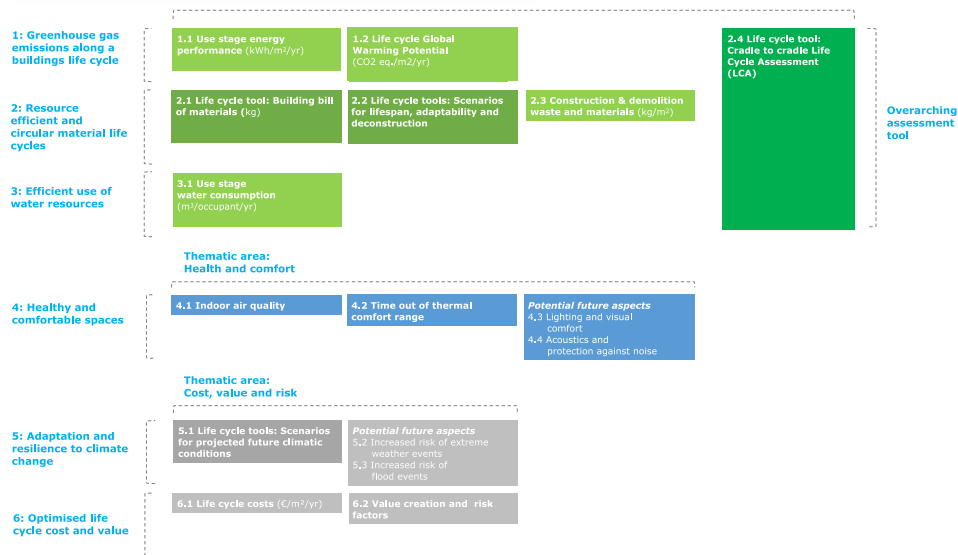 1: Greenhouse gas
emissions along a
buildings life cycle
1.1 Use stage energy
performance (kWh/m²/yr)
1.2 Life cycle Global
Warming Potential
(CO2 eq./m2/yr)
2.4 Life cycle tool:
Cradle to cradle Life
Cycle Assessment
(LCA)
2: Resource
efficient and
circular material life
cycles
2.1 Life cycle tool: Building bill
of materials (kg)
2.2 Life cycle tools: Scenarios
for lifespan, adaptability and
deconstruction
2.3 Construction & demolition
waste and materials (kg/m²)
Overarching
assessment
tool
3: Efficient use of
water resources
3.1 Use stage
water consumption
(m³/occupant/yr)
Thematic area:
Health and comfort
4: Healthy and
comfortable spaces
4.1 Indoor air quality
4.2 Time out of thermal
comfort range
Potential future aspects
4.3 Lighting and visual
comfort
4.4 Acoustics and
protection against noise
Thematic area:
Cost, value and risk
5: Adaptation and
resilience to climate
change
5.1 Life cycle tools: Scenarios
for projected future climatic
conditions
Potential future aspects
5.2 Increased risk of extreme
weather events
5.3 Increased risk of
flood events
6: Optimised life
cycle cost and value
6.1 Life cycle costs (€/m²/yr)
6.2 Value creation and risk
factors